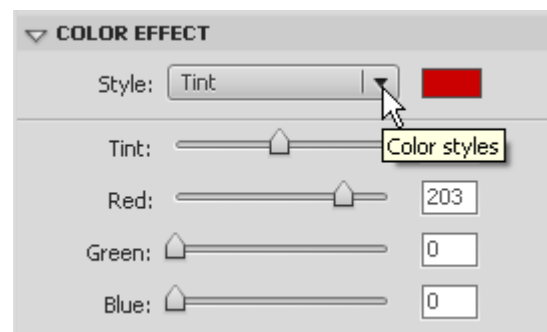 COLOR EFFECT
Style: Tint
Tint:
Color styles
Red: 203
Green: 0
Blue: 0